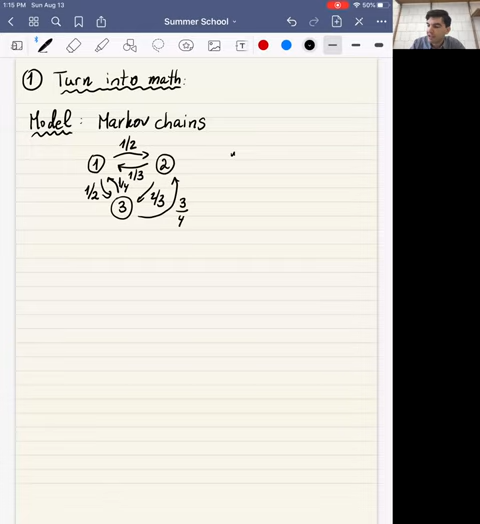 1:15 PM Sun Aug 13
50%
Summer School
① Turn into math:
Model: Markov chains
1/2
① ②
1/3
1/2 1/4 2/3
③ 3/4